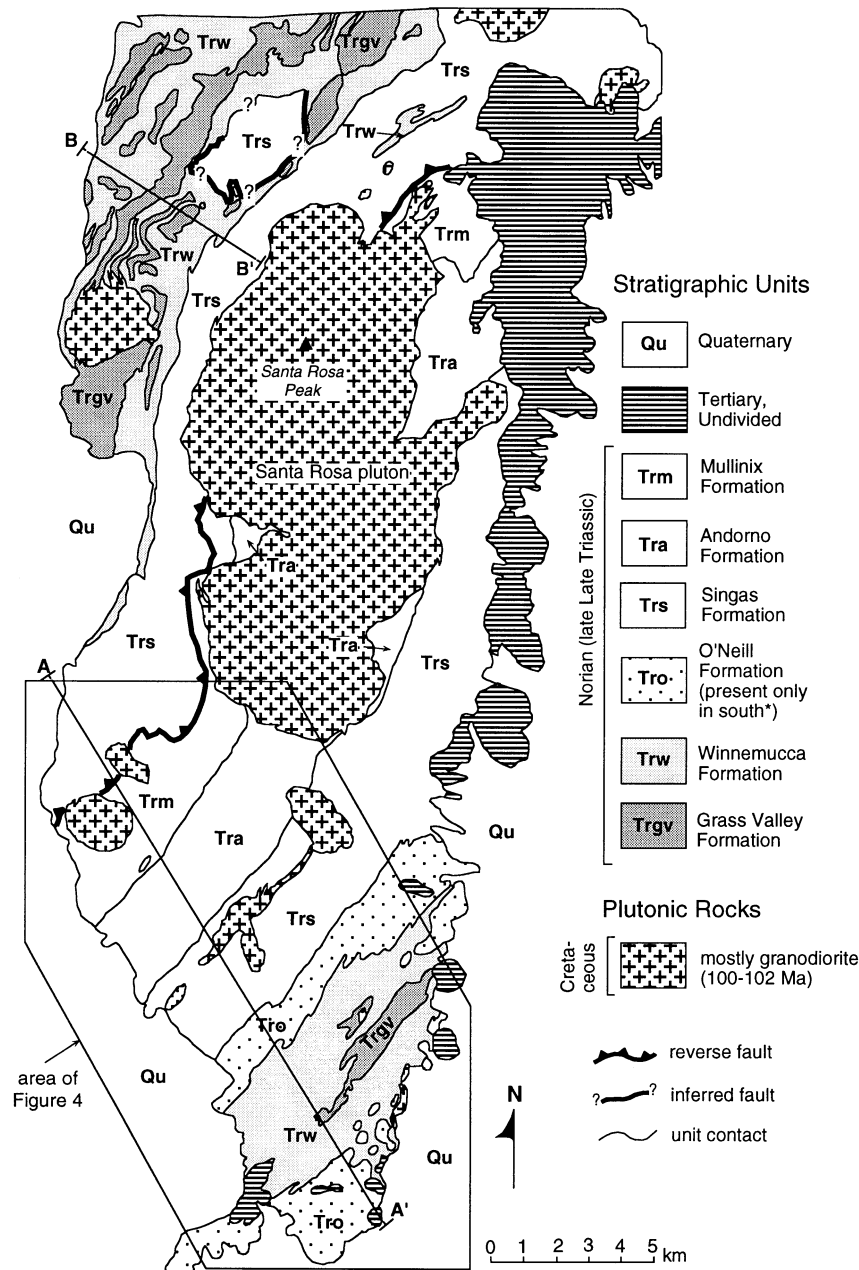 Trw
Trgv
Trs
?
Trs
Trw
?
B
?
?
Trw
B'
Trm
Trs
Santa Rosa
Peak
Tra
Trgv
Santa Rosa pluton
Qu
Tra
Trs
Tra
Trs
A
Trm
Tra
Qu
Trs
Tro
Trgv
Qu
area of
Figure 4
Trw
Qu
Tro
A'
N
0 1 2 3 4 5 km
Stratigraphic Units
Qu
Quaternary
Tertiary,
Undivided
Norian (late Late Triassic)
Trm
Mullinix
Formation
Tra
Andorno
Formation
Trs
Singas
Formation
Tro
O'Neill
Formation
(present only
in south*)
Trw
Winnemucca
Formation
Trgv
Grass Valley
Formation
Plutonic Rocks
Creta-
ceous
mostly granodiorite
(100-102 Ma)
reverse fault
? ? inferred fault
unit contact